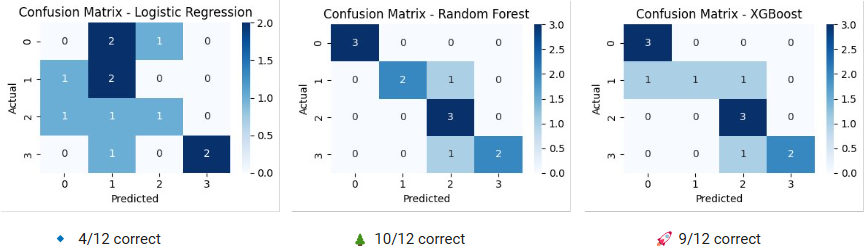 Confusion Matrix - Logistic Regression
Actual
0 0 2 1 0
1 1 2 0 0
2 1 1 1 0
3 0 1 0 2
0 1 2 3
Predicted
2.0
1.5
1.0
0.5
0.0
4/12 correct
Confusion Matrix - Random Forest
0 3 0 0 0
1 0 2 1 0
2 0 0 3 0
3 0 0 1 2
0 1 2 3
Predicted
3.0
2.5
2.0
1.5
1.0
0.5
0.0
10/12 correct
Confusion Matrix - XGBoost
Actual
0 3 0 0 0
1 1 1 1 0
2 0 0 3 0
3 0 0 1 2
0 1 2 3
Predicted
3.0
2.5
2.0
1.5
1.0
0.5
0.0
9/12 correct